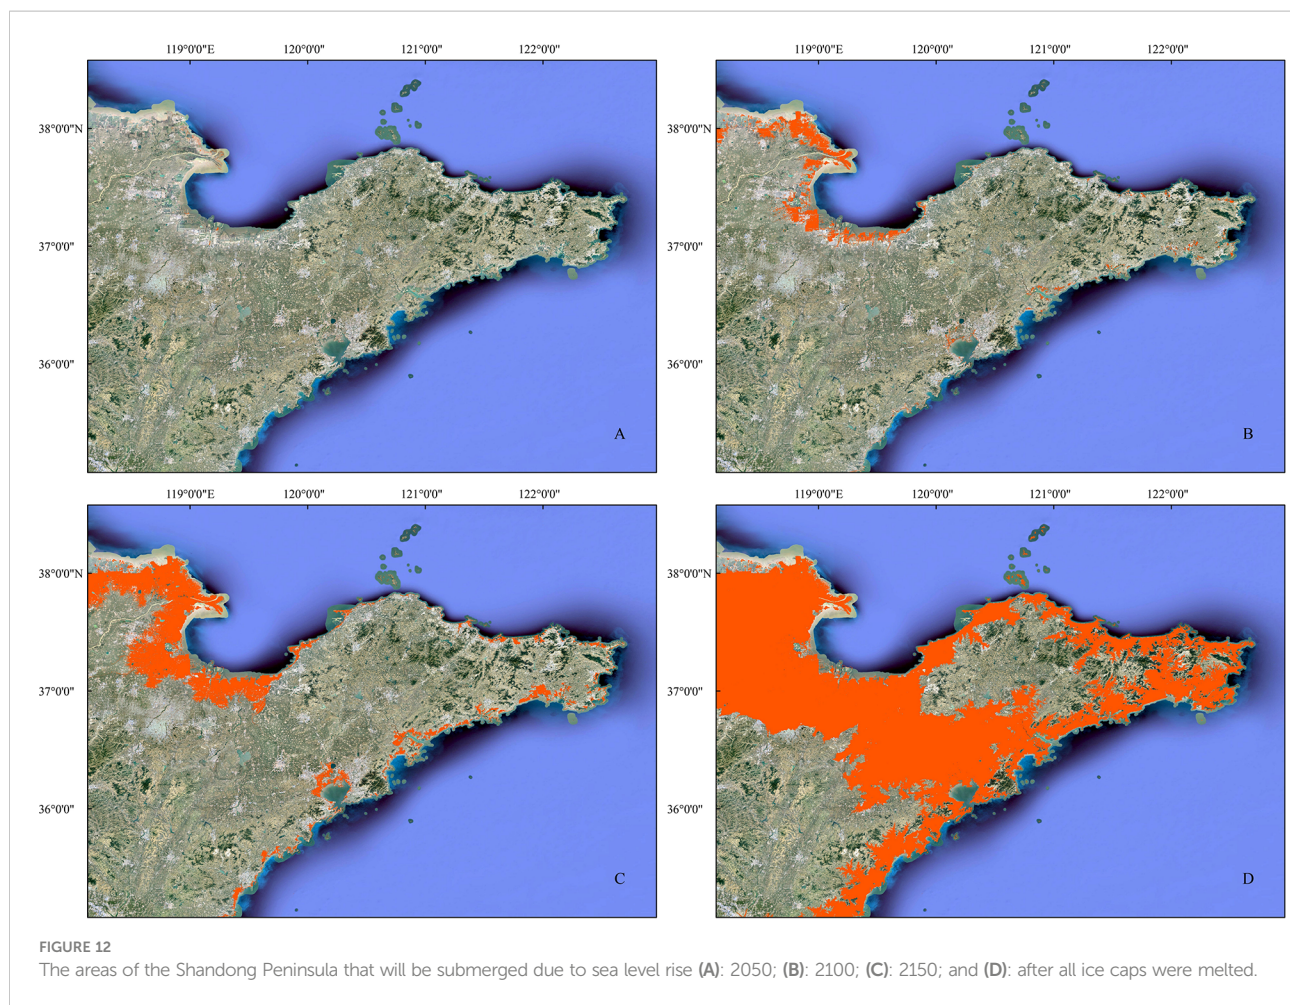 119°0'0"E 120°0'0" 121°0'0" 122°0'0" 119°0'0"E 120°0'0" 121°0'0" 122°0'0"
38°0'0"N 38°0'0"N
37°0'0" 37°0'0"
36°0'0" 36°0'0"
A B
119°0'0"E 120°0'0" 121°0'0" 122°0'0" 119°0'0"E 120°0'0" 121°0'0" 122°0'0"
38°0'0"N 38°0'0"N
37°0'0" 37°0'0"
36°0'0" 36°0'0"
C D
FIGURE 12
The areas of the Shandong Peninsula that will be submerged due to sea level rise (A): 2050; (B): 2100; (C): 2150; and (D): after all ice caps were melted.